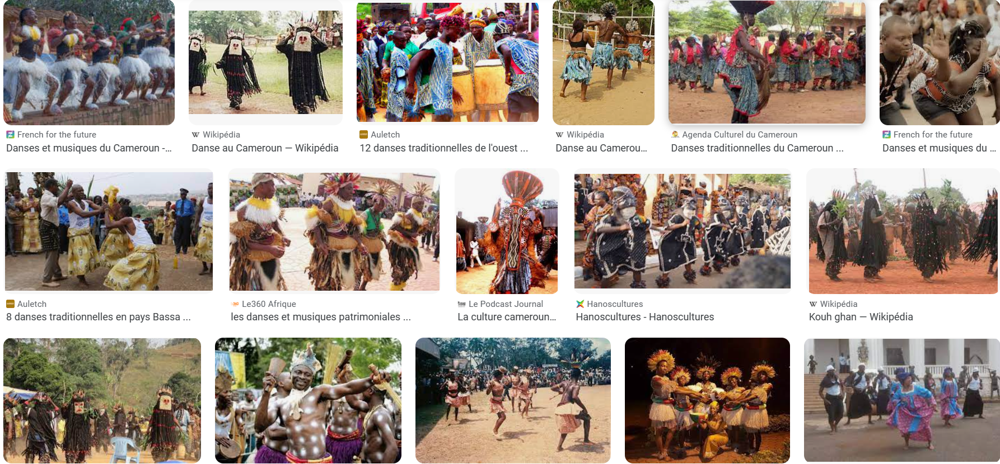 French for the future
Danses et musiques du Cameroun -...
Wikipédia
Danse au Cameroun — Wikipédia
Auletch
12 danses traditionnelles de l'ouest ...
Wikipédia
Danse au Camerou...
Agenda Culturel du Cameroun
Danses traditionnelles du Cameroun ...
French for the future
Danses et musiques du ...
Auletch
8 danses traditionnelles en pays Bassa ...
Le360 Afrique
les danses et musiques patrimoniales ...
Le Podcast Journal
La culture cameroun...
Hanoscultures
Hanoscultures - Hanoscultures
Wikipédia
Kouh ghan — Wikipédia